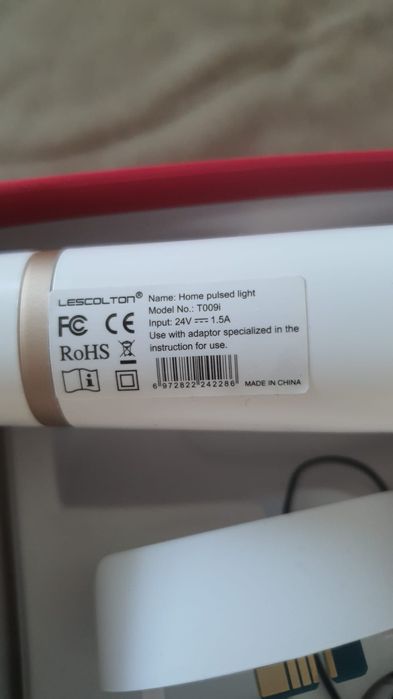 LESCOLTON®
Name: Home pulsed light
Model No.: T009i
Input: 24V ⎓ 1.5A
Use with adaptor specialized in the
instruction for use.
FC CE
RoHS
i
6 972822 242286
MADE IN CHINA